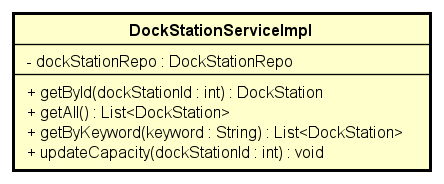 DockStationServiceImpl
- dockStationRepo : DockStationRepo
+ getById(dockStationId : int) : DockStation
+ getAll() : List<DockStation>
+ getByKeyword(keyword : String) : List<DockStation>
+ updateCapacity(dockStationId : int) : void